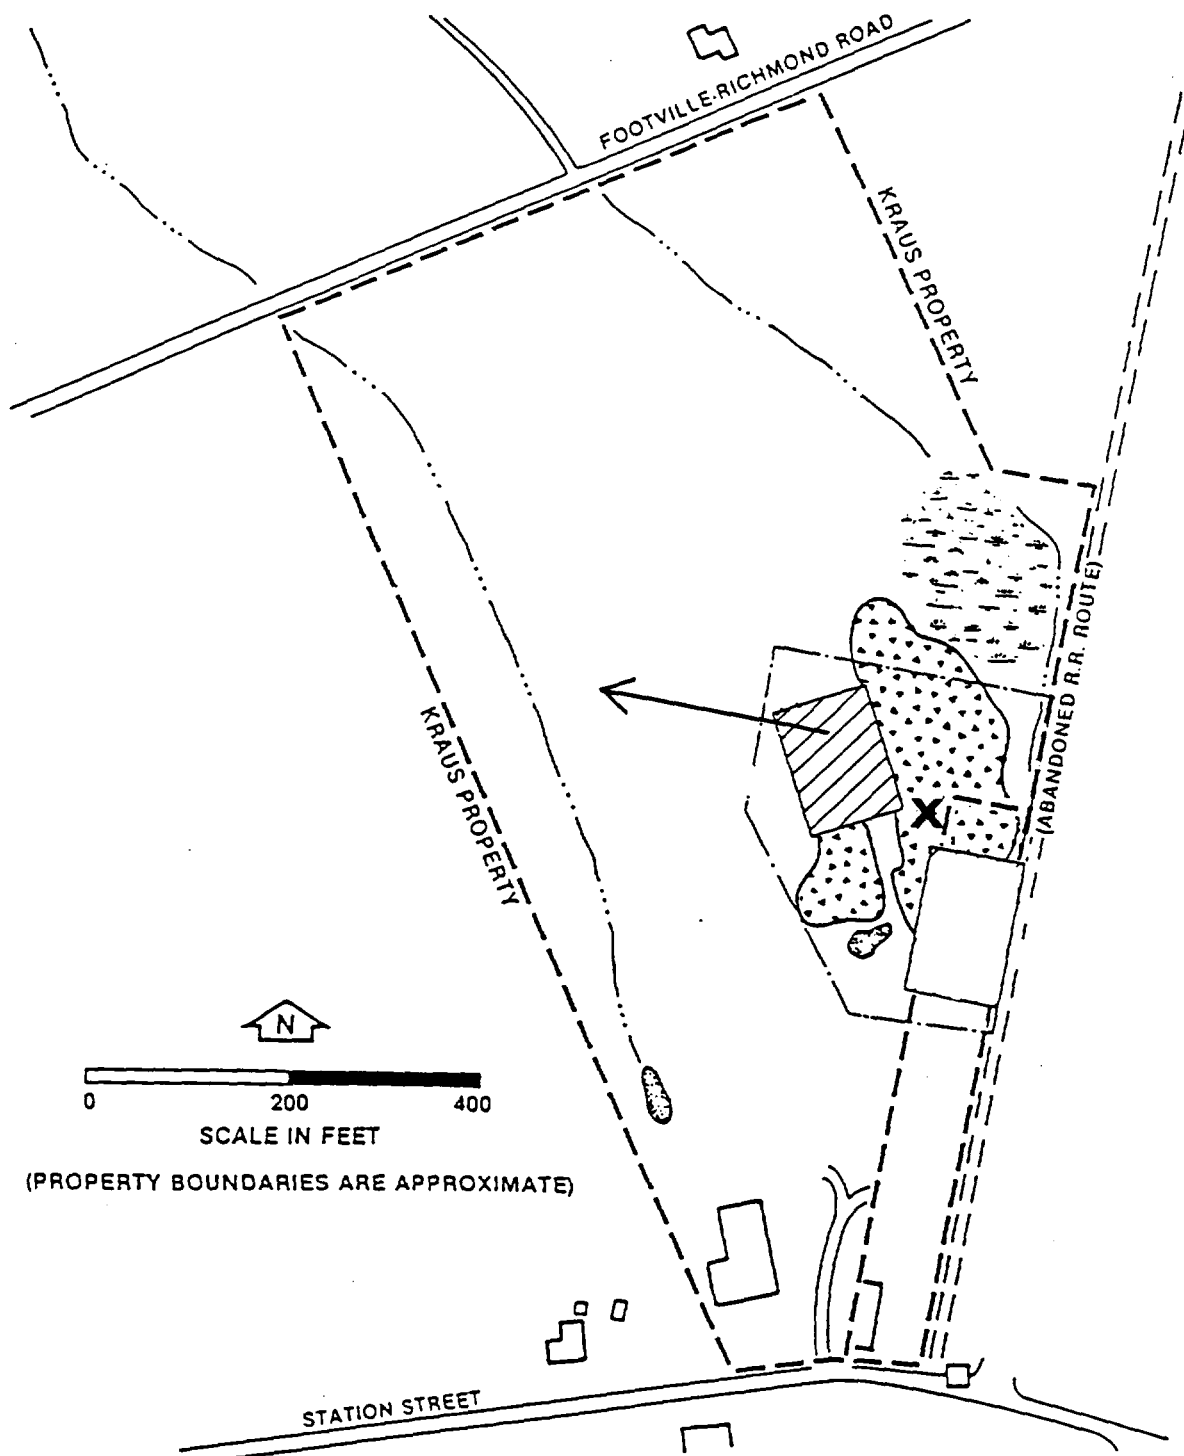 FOOTVILLE-RICHMOND ROAD
KRAUS PROPERTY
(ABANDONED R.R. ROUTE)
KRAUS PROPERTY
X
N
0 200 400
SCALE IN FEET
(PROPERTY BOUNDARIES ARE APPROXIMATE)
STATION STREET